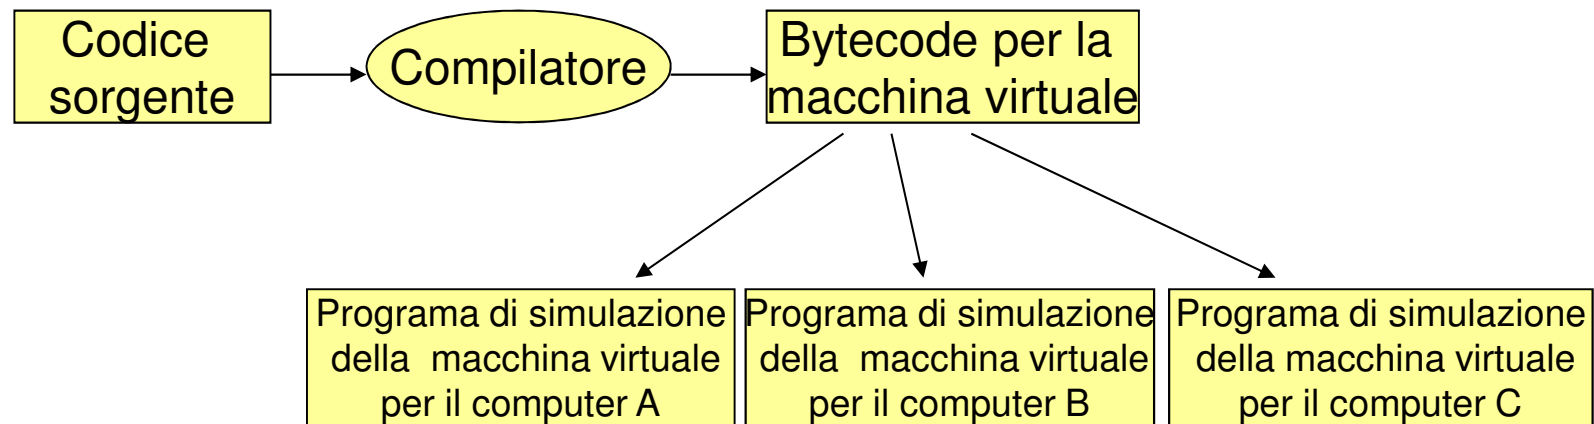 Codice
sorgente
Compilatore
Bytecode per la
macchina virtuale
Programa di simulazione
della macchina virtuale
per il computer A
Programa di simulazione
della macchina virtuale
per il computer B
Programa di simulazione
della macchina virtuale
per il computer C